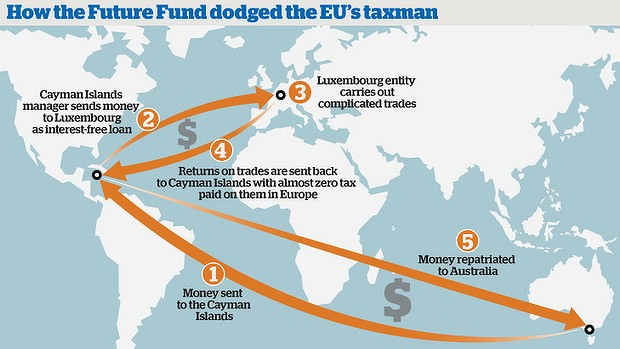 How the Future Fund dodged the EU's taxman
Cayman Islands
manager sends money
to Luxembourg
as interest-free loan
2
3
Luxembourg entity
carries out
complicated trades
$
4
Returns on trades are sent back
to Cayman Islands with almost zero tax
paid on them in Europe
5
Money repatriated
to Australia
1
Money sent
to the Cayman
Islands
$